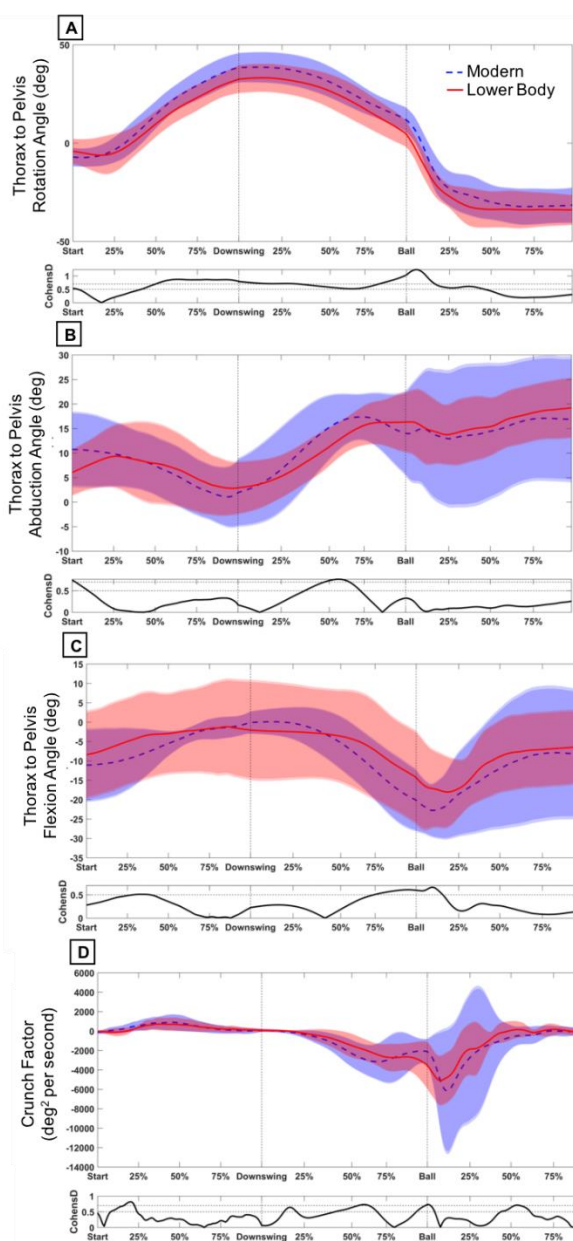 A
Thorax to Pelvis
Rotation Angle (deg)
50
0
-50
Modern
Lower Body
Start 25% 50% 75% Downswing 25% 50% 75% Ball 25% 50% 75%
CohensD
1
0.5
0
Start 25% 50% 75% Downswing 25% 50% 75% Ball 25% 50% 75%
B
Thorax to Pelvis
Abduction Angle (deg)
30
25
20
15
10
5
0
-5
-10
Start 25% 50% 75% Downswing 25% 50% 75% Ball 25% 50% 75%
CohensD
0.5
0
Start 25% 50% 75% Downswing 25% 50% 75% Ball 25% 50% 75%
C
Thorax to Pelvis
Flexion Angle (deg)
15
10
5
0
-5
-10
-15
-20
-25
-30
-35
Start 25% 50% 75% Downswing 25% 50% 75% Ball 25% 50% 75%
CohensD
0.5
0
Start 25% 50% 75% Downswing 25% 50% 75% Ball 25% 50% 75%
D
Crunch Factor
(deg² per second)
6000
4000
2000
0
-2000
-4000
-6000
-8000
-10000
-12000
-14000
Start 25% 50% 75% Downswing 25% 50% 75% Ball 25% 50% 75%
CohensD
1
0.5
0
Start 25% 50% 75% Downswing 25% 50% 75% Ball 25% 50% 75%